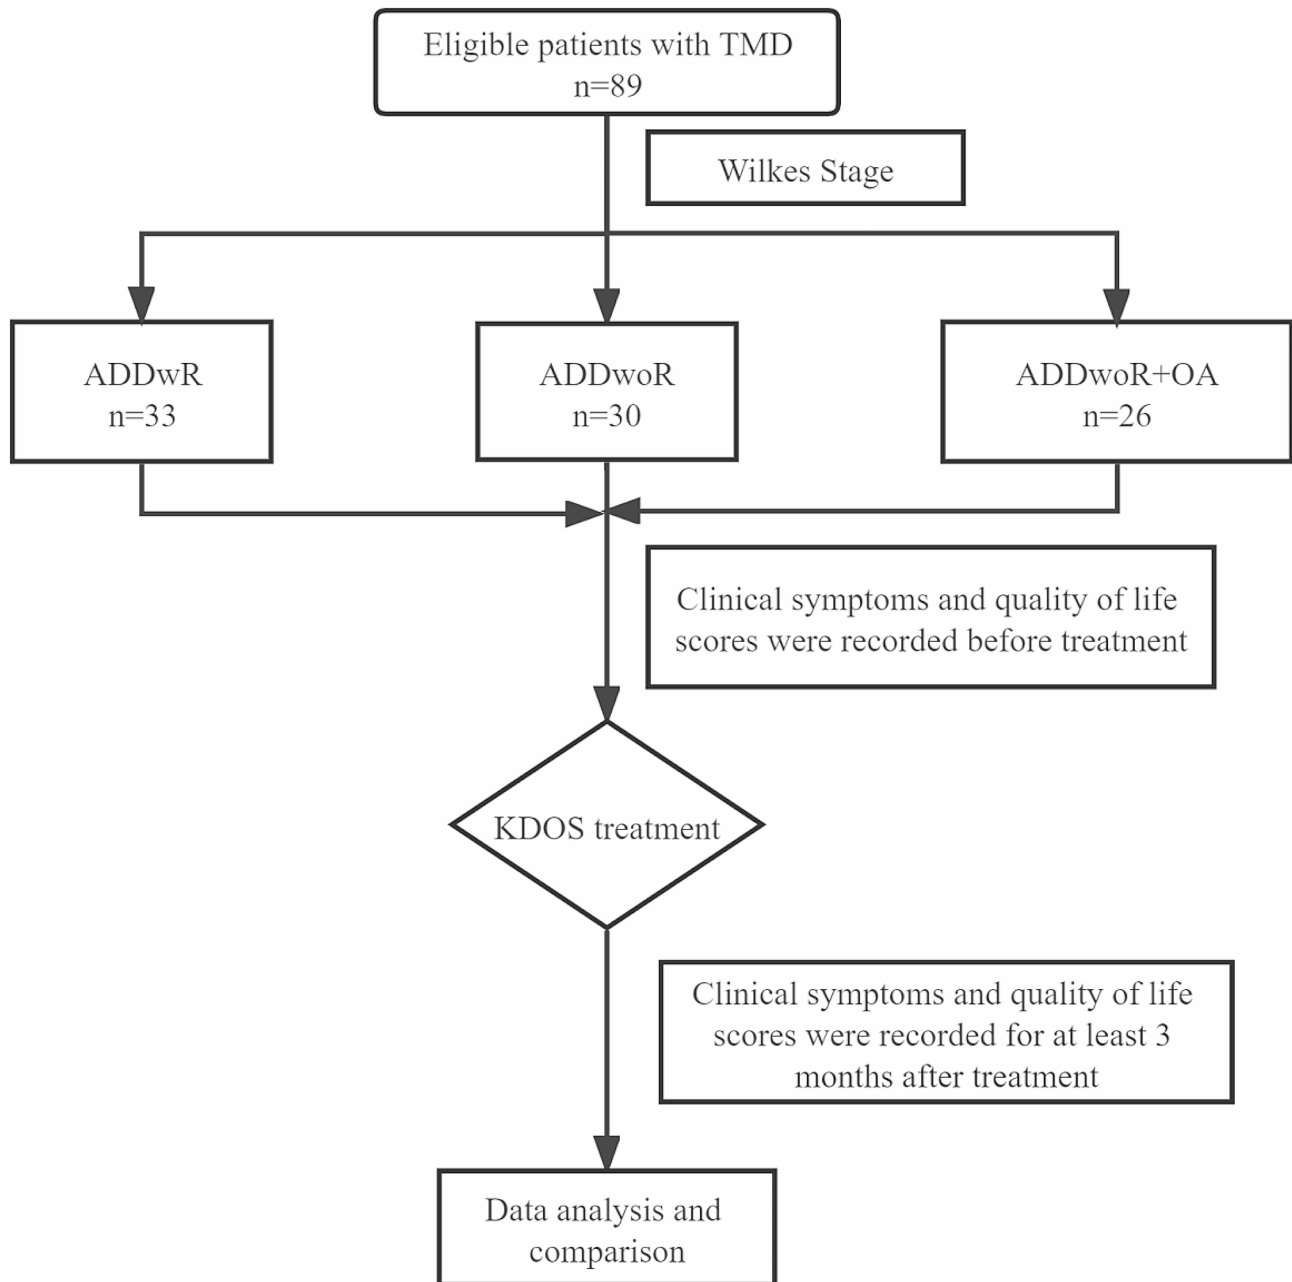 Eligible patients with TMD
n=89
Wilkes Stage
ADDwR
n=33
ADDwoR
n=30
ADDwoR+OA
n=26
Clinical symptoms and quality of life
scores were recorded before treatment
KDOS treatment
Clinical symptoms and quality of life
scores were recorded for at least 3
months after treatment
Data analysis and
comparison